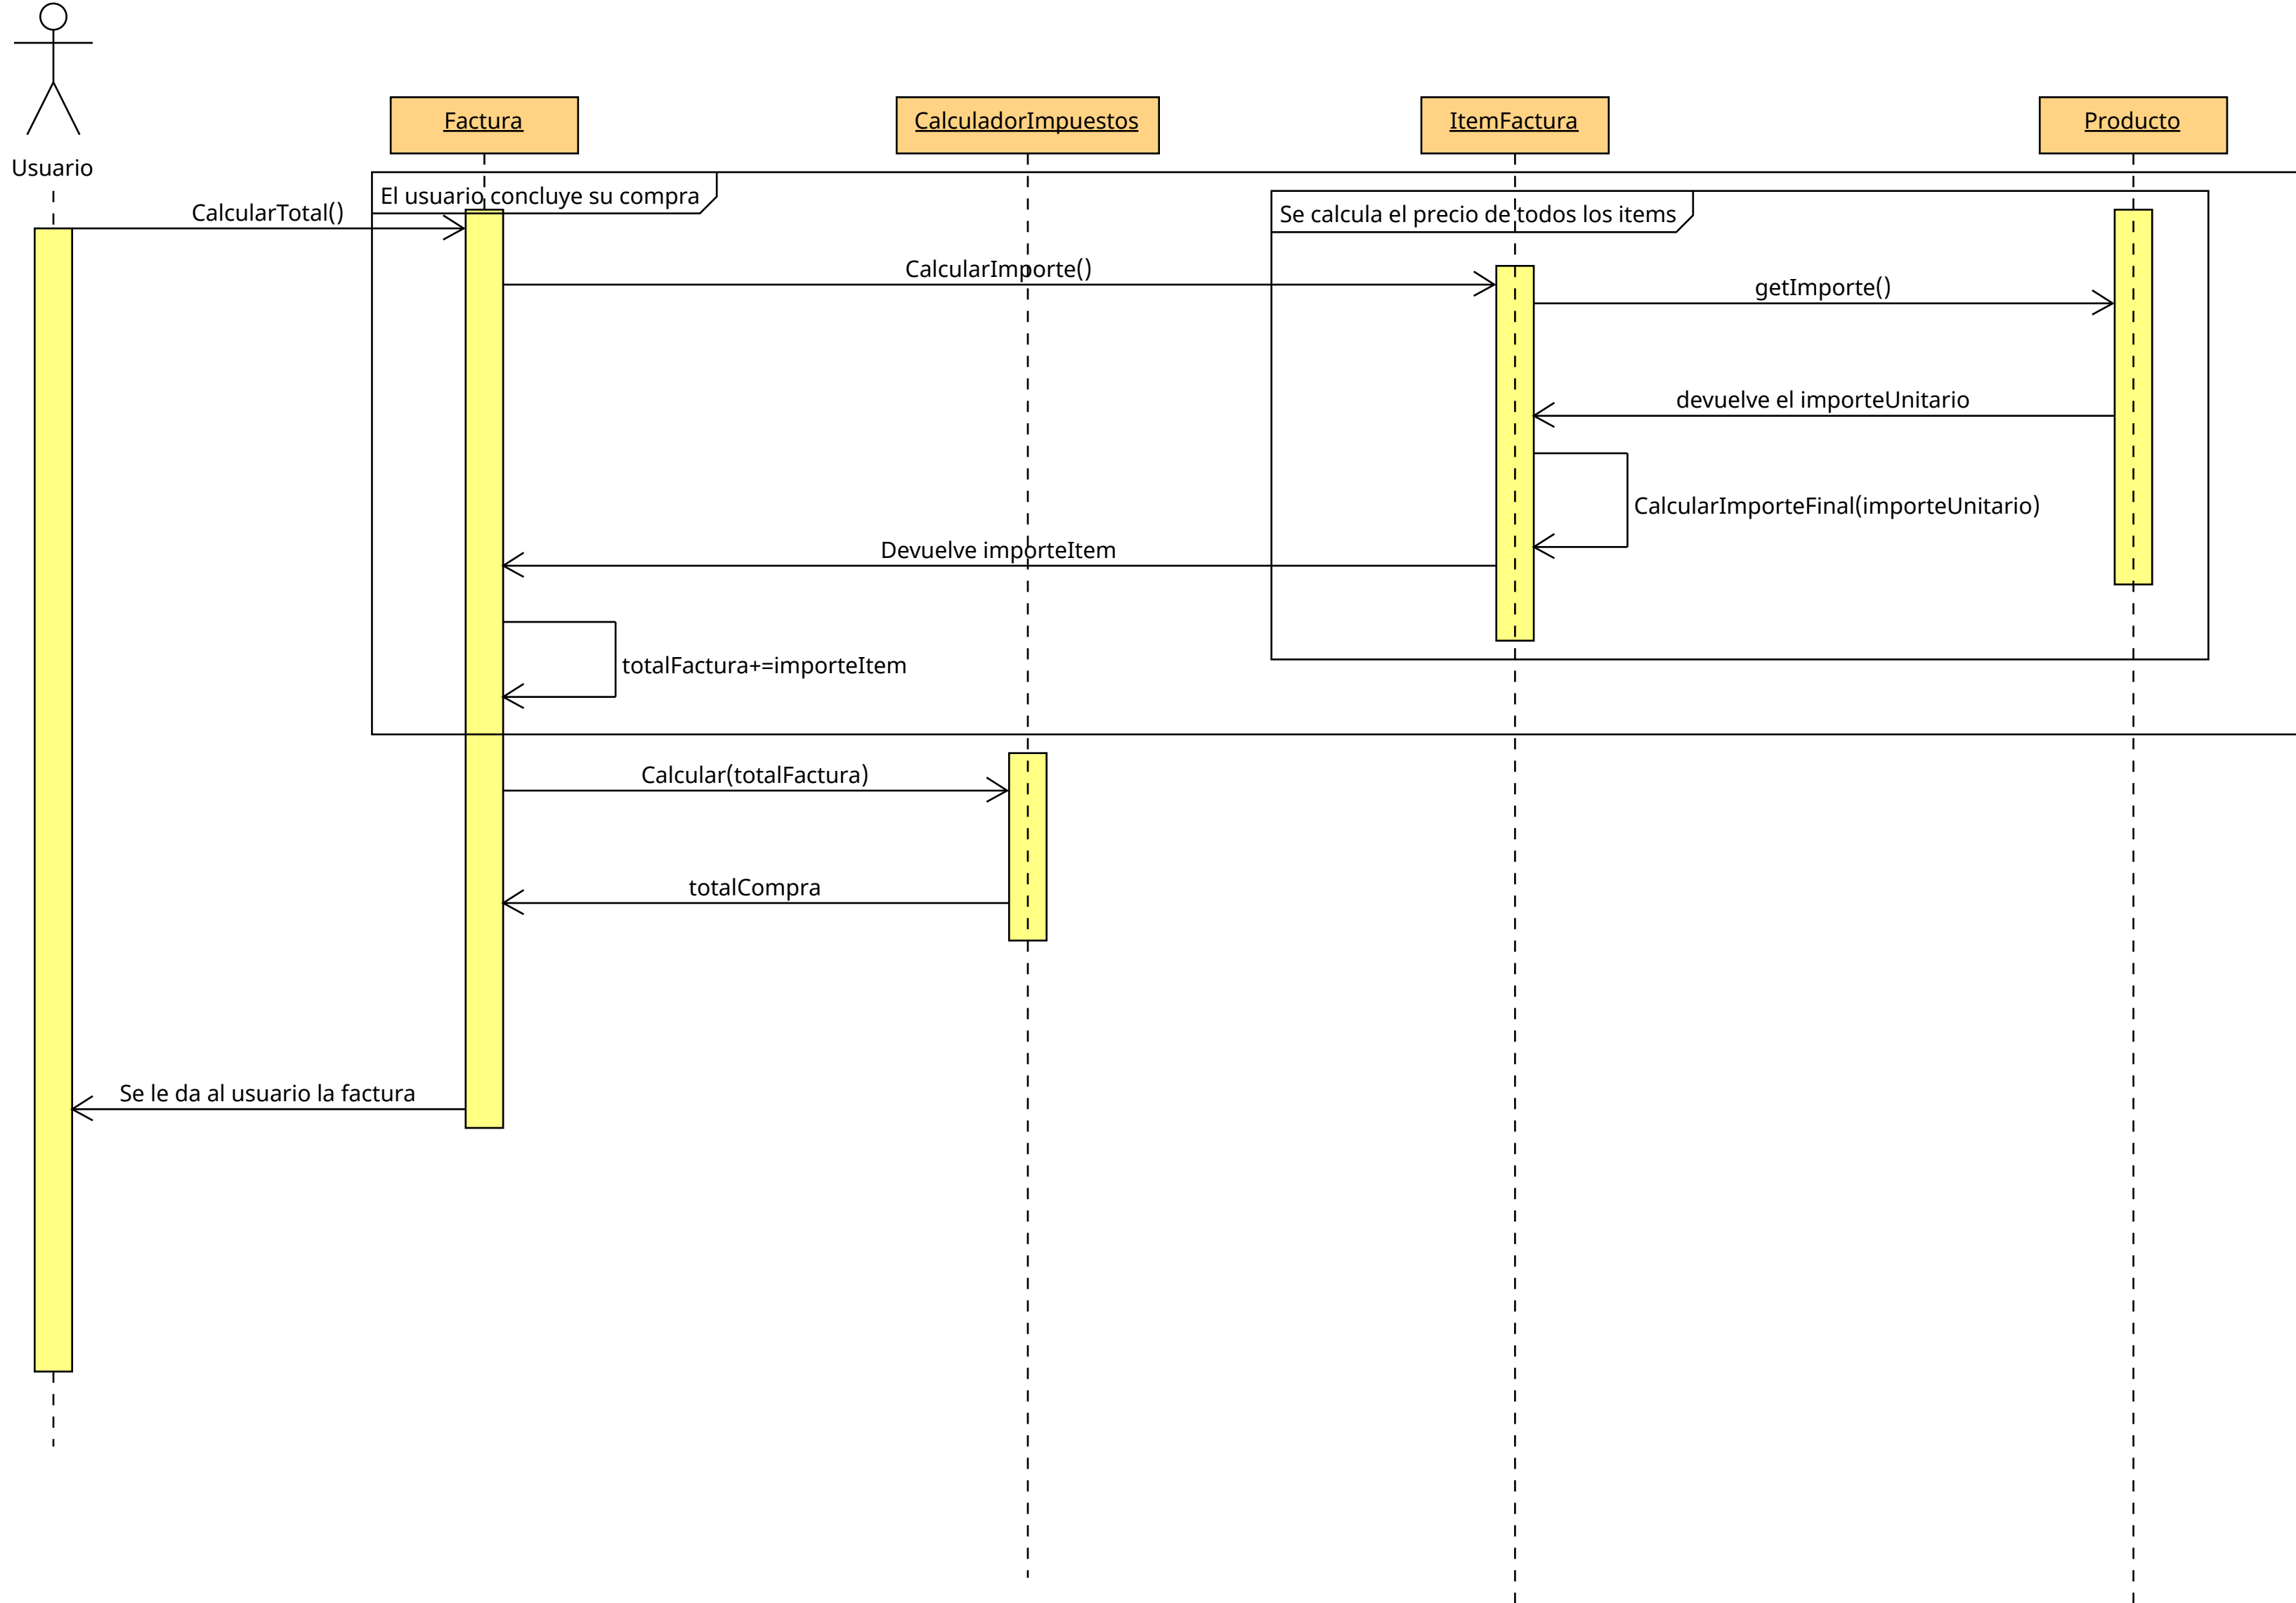 Usuario
Factura
CalculadorImpuestos
ItemFactura
Producto
El usuario concluye su compra
Se calcula el precio de todos los items
CalcularTotal()
CalcularImporte()
getImporte()
devuelve el importeUnitario
CalcularImporteFinal(importeUnitario)
Devuelve importeItem
totalFactura+=importeItem
Calcular(totalFactura)
totalCompra
Se le da al usuario la factura